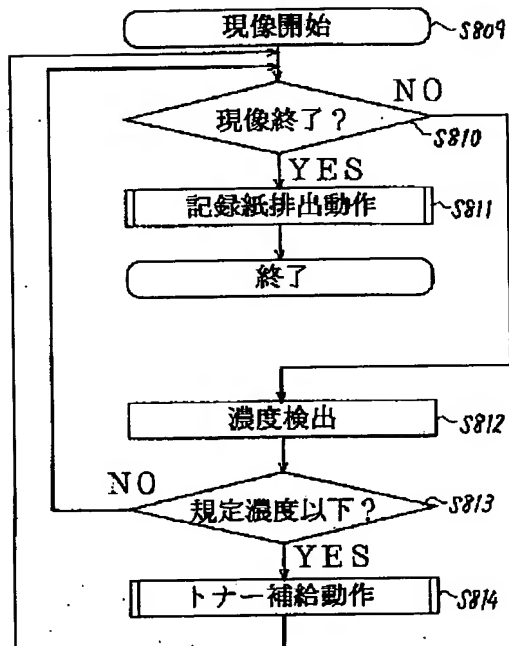 現像開始 S809
NO
現像終了？ S810
YES
記録紙排出動作 S811
終了
濃度検出 S812
NO
規定濃度以下？ S813
YES
トナー補給動作 S814